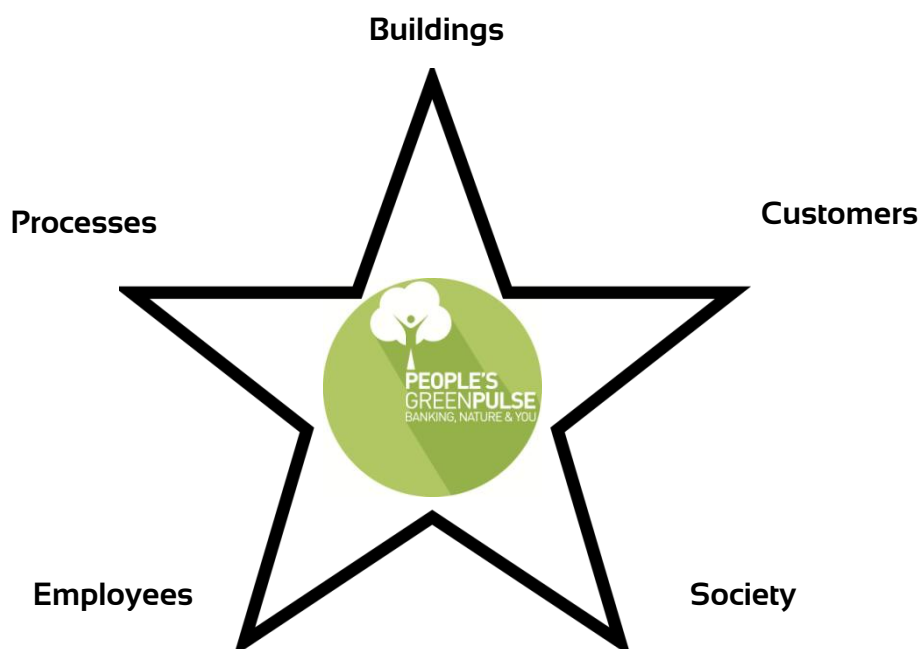 Buildings
Processes
Customers
PEOPLE'S
GREENPULSE
BANKING, NATURE & YOU
Employees
Society